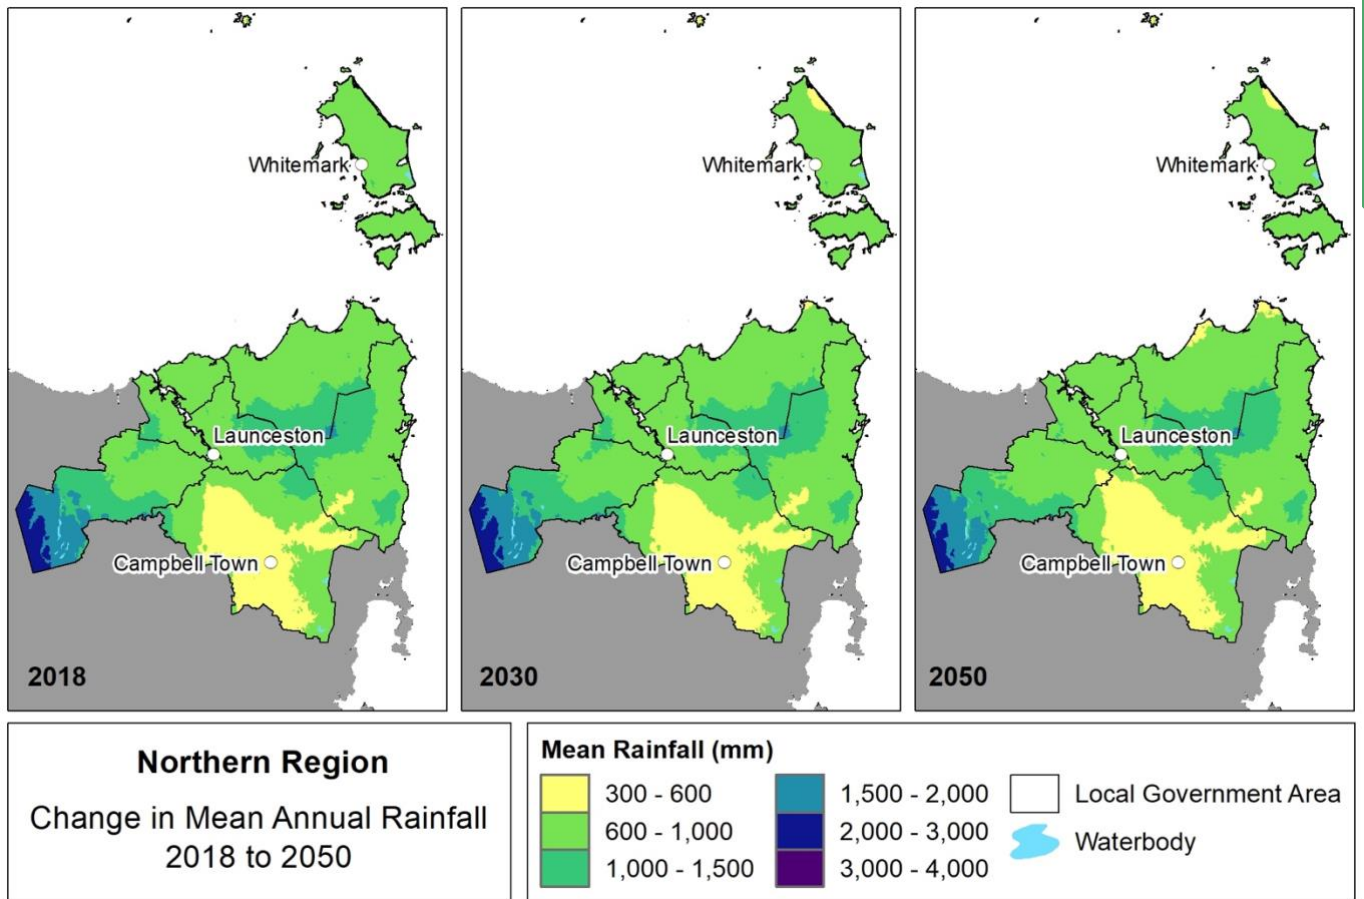 Whitemark
Launceston
Campbell Town
2018
Whitemark
Launceston
Campbell Town
2030
Whitemark
Launceston
Campbell Town
2050
Northern Region
Change in Mean Annual Rainfall
2018 to 2050
Mean Rainfall (mm)
300 - 600
600 - 1,000
1,000 - 1,500
1,500 - 2,000
2,000 - 3,000
3,000 - 4,000
Local Government Area
Waterbody